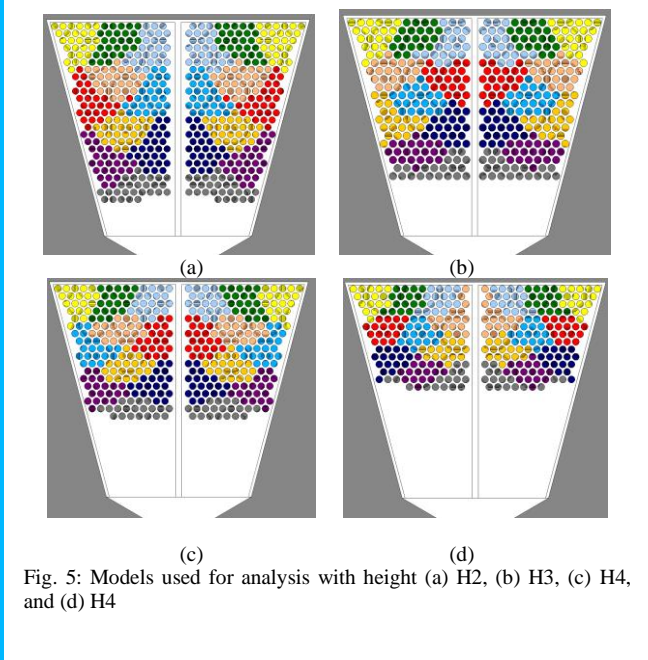 (a)
(b)
(c)
(d)
Fig. 5: Models used for analysis with height (a) H2, (b) H3, (c) H4,
and (d) H4